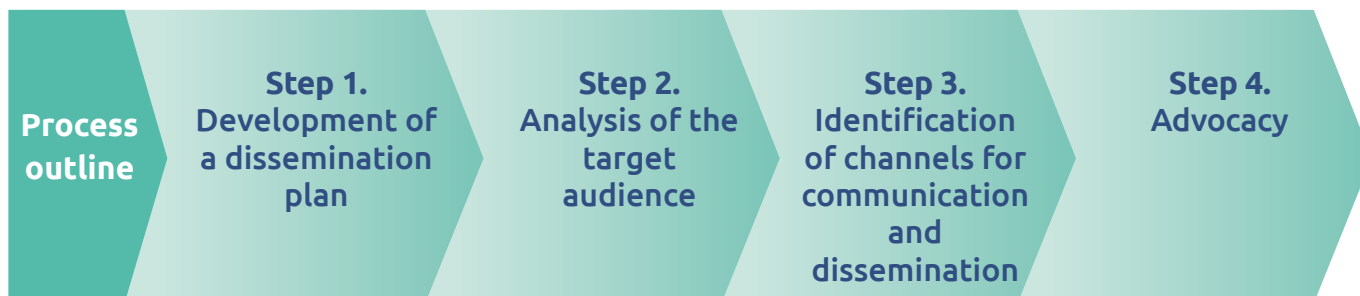 Process
outline
Step 1.
Development of
a dissemination
plan
Step 2.
Analysis of the
target
audience
Step 3.
Identification
of channels for
communication
and
dissemination
Step 4.
Advocacy